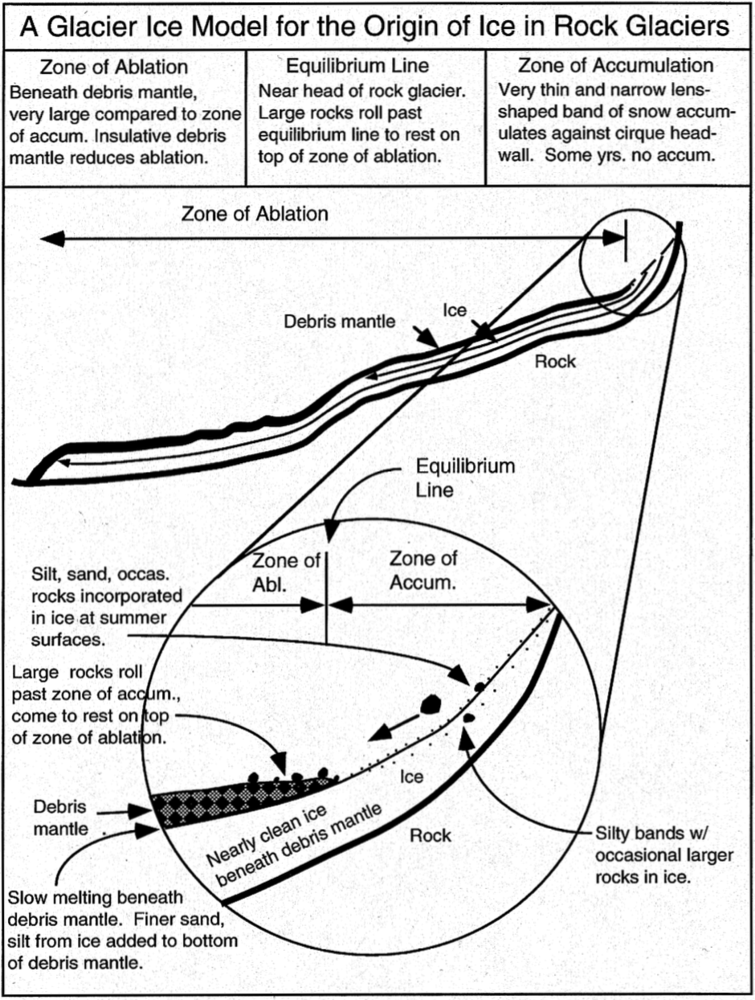 A Glacier Ice Model for the Origin of Ice in Rock Glaciers
Zone of Ablation
Beneath debris mantle,
very large compared to zone
of accum. Insulative debris
mantle reduces ablation.
Equilibrium Line
Near head of rock glacier.
Large rocks roll past
equilibrium line to rest on
top of zone of ablation.
Zone of Accumulation
Very thin and narrow lens-
shaped band of snow accum-
ulates against cirque head-
wall. Some yrs. no accum.
Zone of Ablation
Debris mantle
Ice
Rock
Equilibrium
Line
Zone of
Abl.
Zone of
Accum.
Silt, sand, occas.
rocks incorporated
in ice at summer
surfaces.
Large rocks roll
past zone of accum.,
come to rest on top
of zone of ablation.
Ice
Debris
mantle
Nearly clean ice
beneath debris mantle
Rock
Silty bands w/
occasional larger
rocks in ice.
Slow melting beneath
debris mantle. Finer sand,
silt from ice added to bottom
of debris mantle.